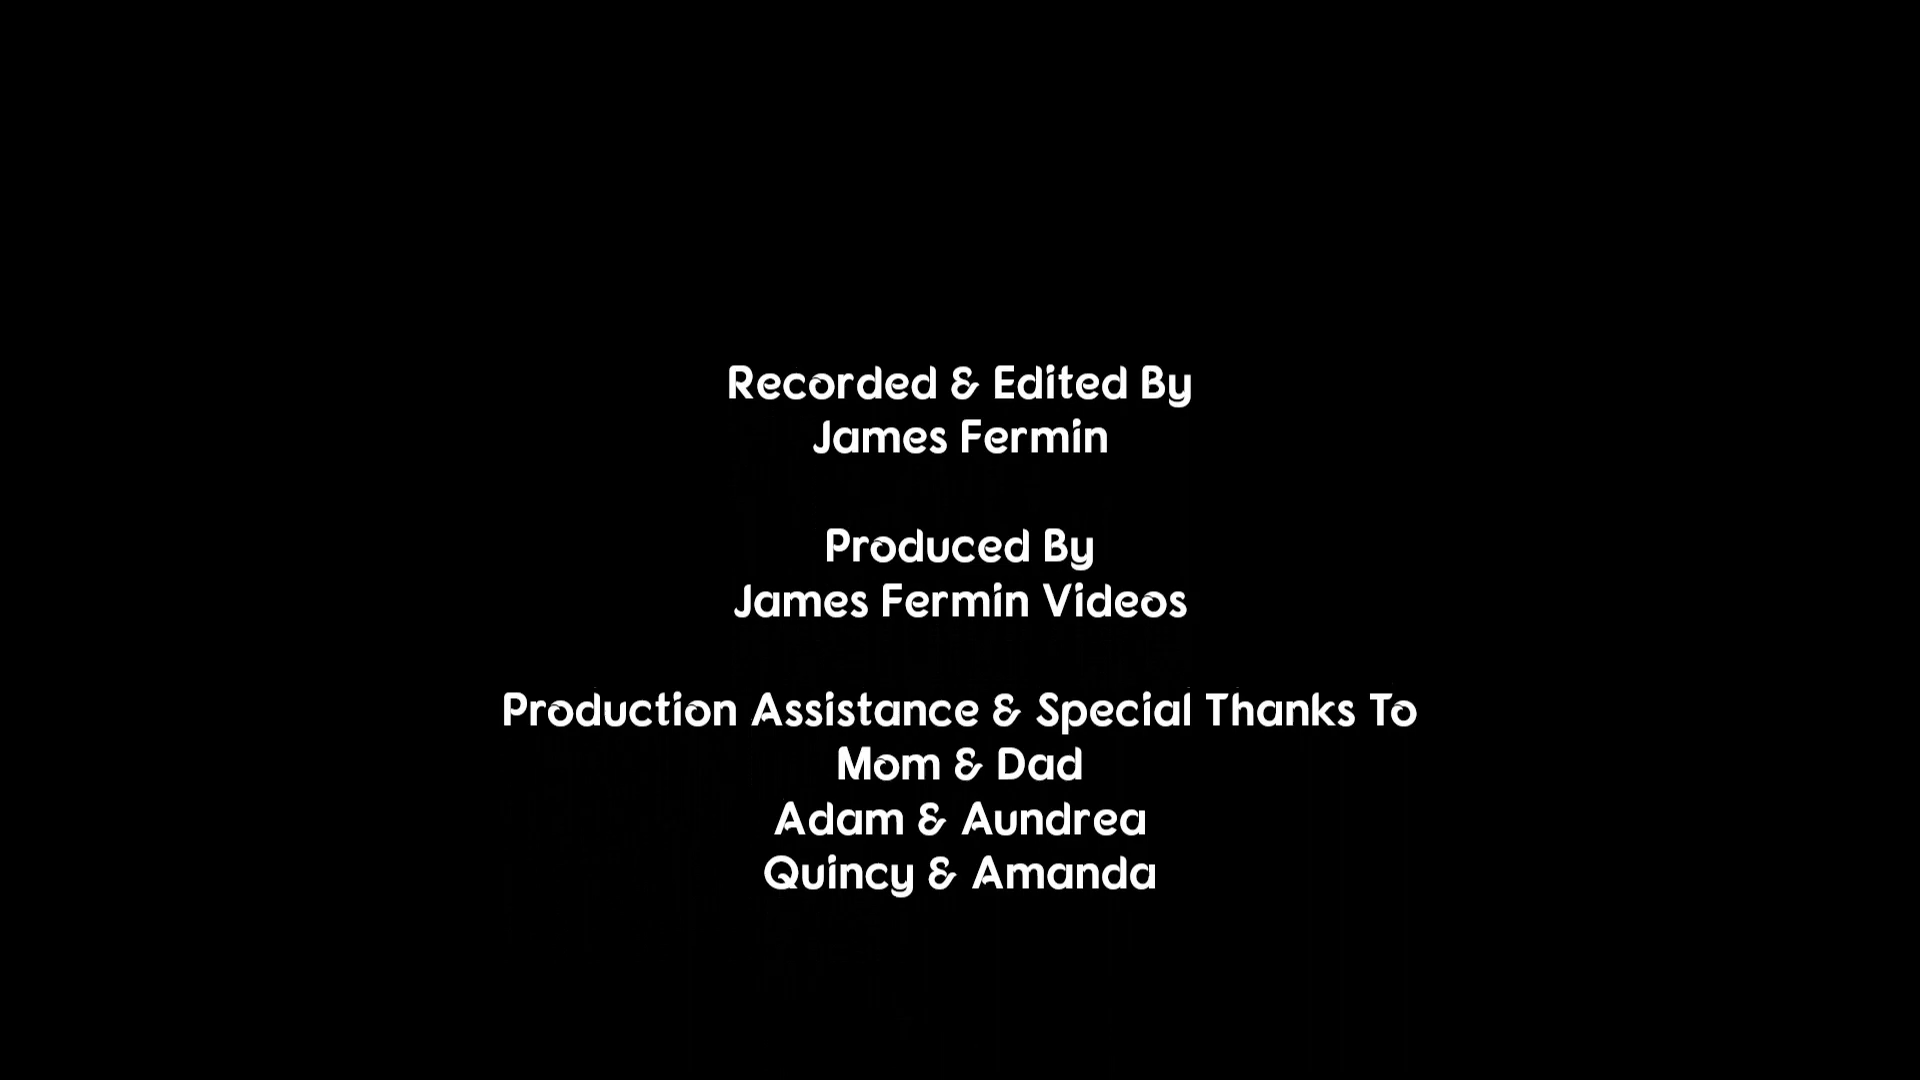 Recorded & Edited By
James Fermin
Produced By
James Fermin Videos
Production Assistance & Special Thanks To
Mom & Dad
Adam & Aundrea
Quincy & Amanda